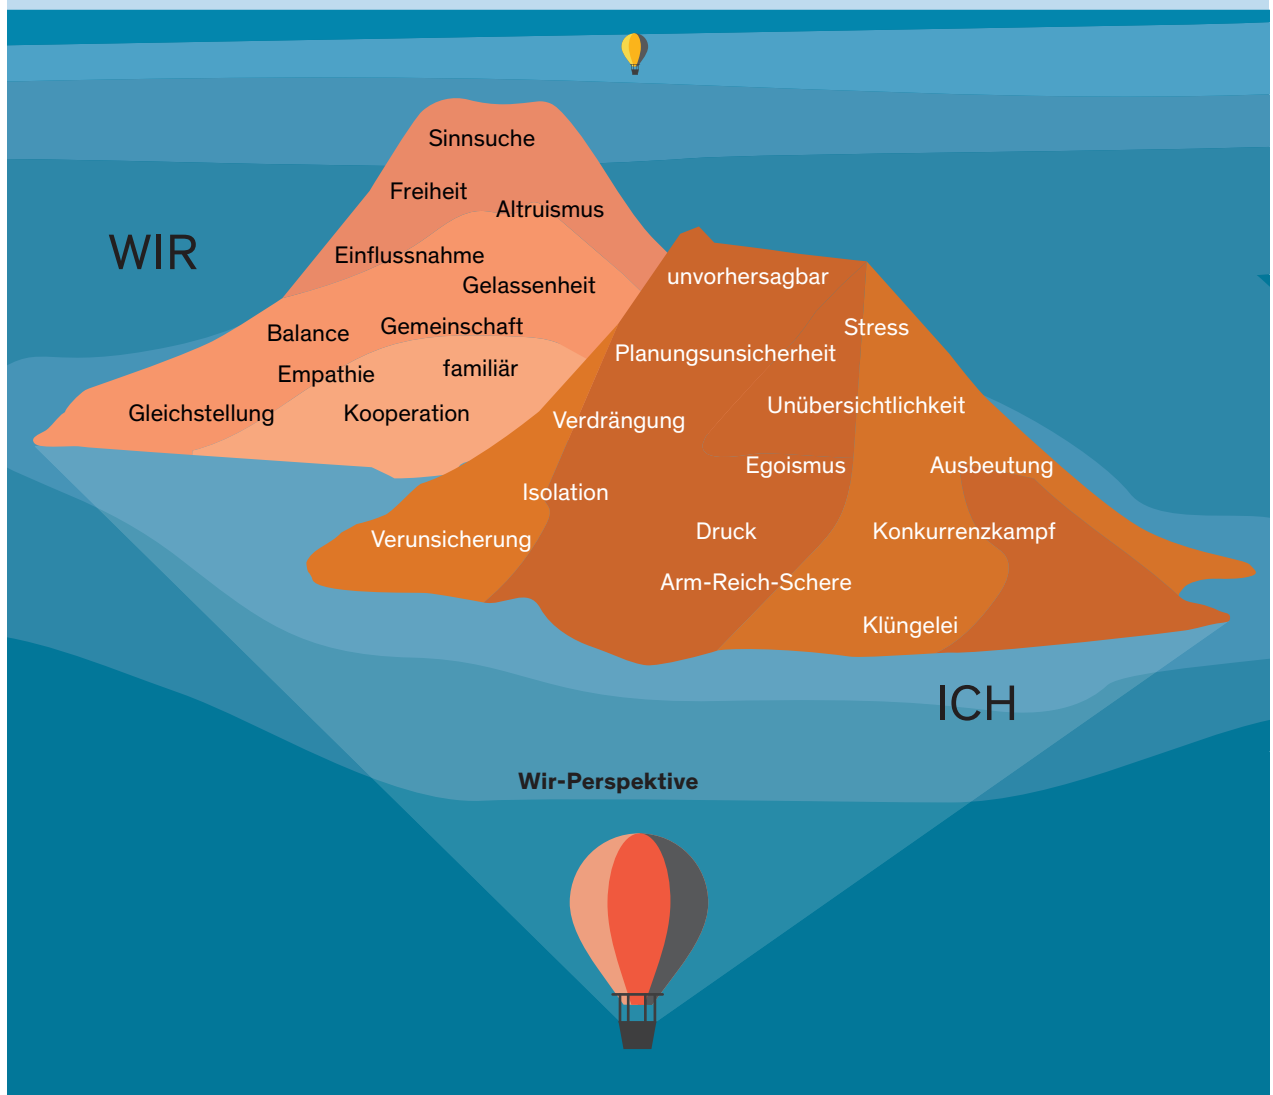 Sinnsuche
Freiheit
Altruismus
WIR
Einflussnahme
Gelassenheit
Balance
Gemeinschaft
Empathie
familiär
Gleichstellung
Kooperation
unvorhersagbar
Stress
Planungsunsicherheit
Unübersichtlichkeit
Verdrängung
Egoismus
Ausbeutung
Isolation
Verunsicherung
Druck
Konkurrenzkampf
Arm-Reich-Schere
Klüngelei
ICH
Wir-Perspektive